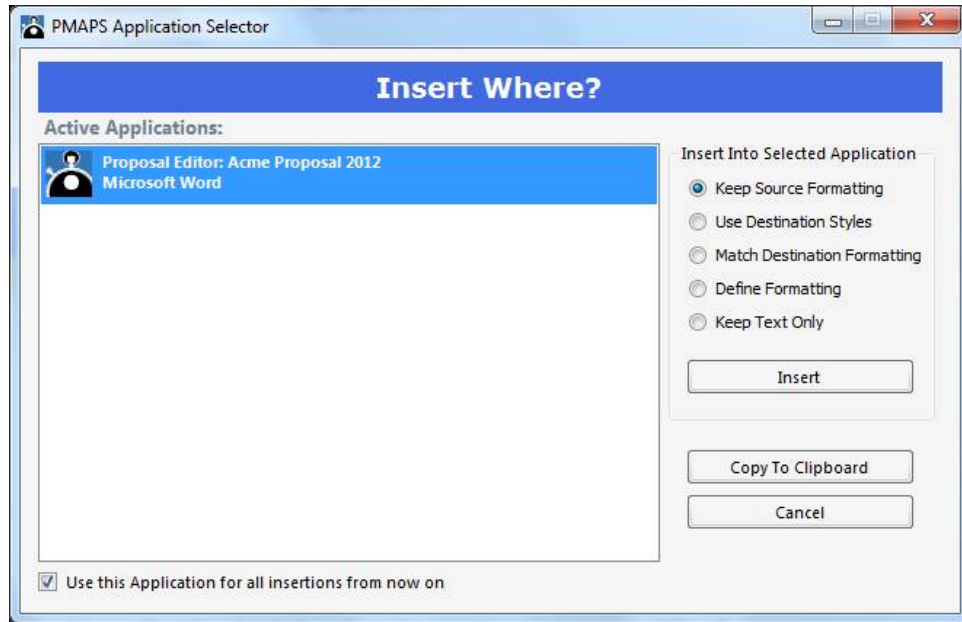 PMAPS Application Selector
Insert Where?
Active Applications:
Proposal Editor: Acme Proposal 2012
Microsoft Word
Insert Into Selected Application
Keep Source Formatting
Use Destination Styles
Match Destination Formatting
Define Formatting
Keep Text Only
Insert
Copy To Clipboard
Cancel
Use this Application for all insertions from now on